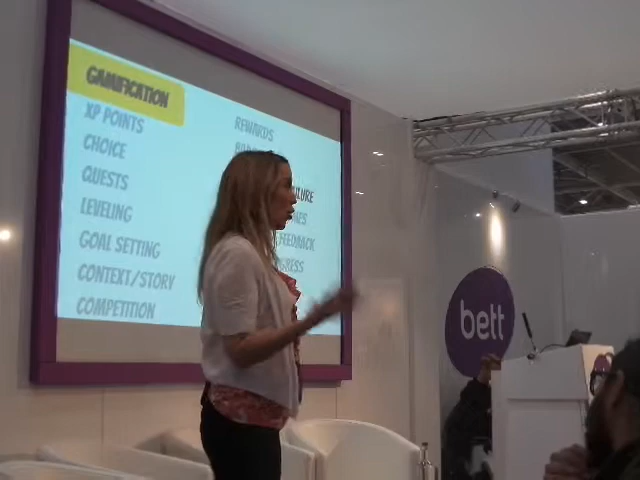 GAMIFICATION
XP POINTS
CHOICE
QUESTS
LEVELING
GOAL SETTING
CONTEXT/STORY
COMPETITION
REWARDS
FEEDBACK
bett